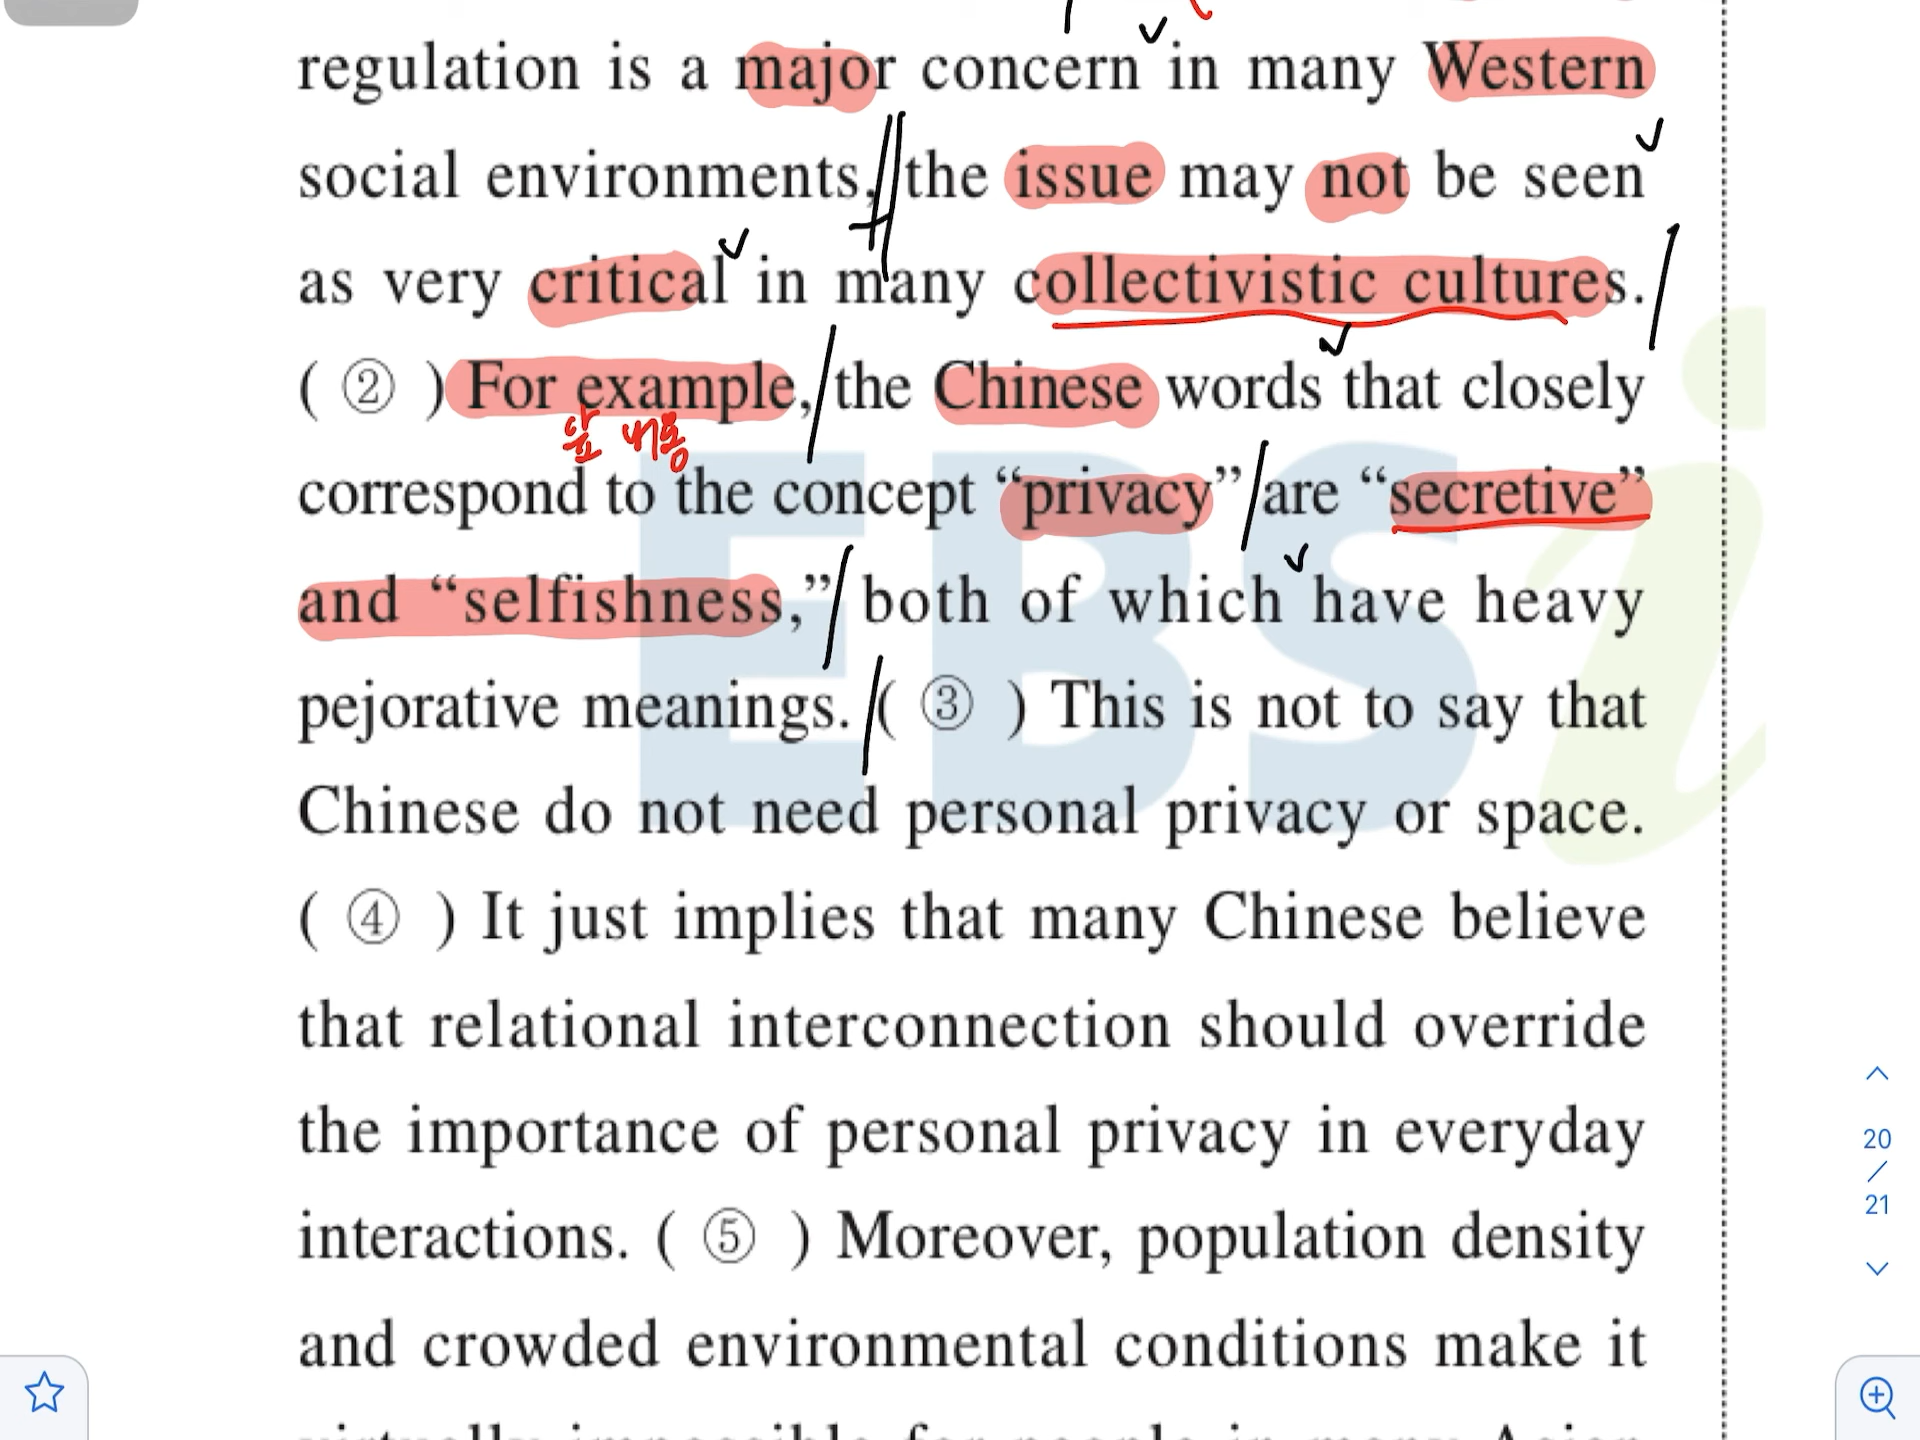 regulation is a major concern in many Western
social environments, the issue may not be seen
as very critical in many collectivistic cultures.
( ② ) For example, the Chinese words that closely
앞 내용
correspond to the concept “privacy” are “secretive”
and “selfishness,” both of which have heavy
pejorative meanings. ( ③ ) This is not to say that
Chinese do not need personal privacy or space.
( ④ ) It just implies that many Chinese believe
that relational interconnection should override
the importance of personal privacy in everyday
interactions. ( ⑤ ) Moreover, population density
and crowded environmental conditions make it
EBSi
20
/
21